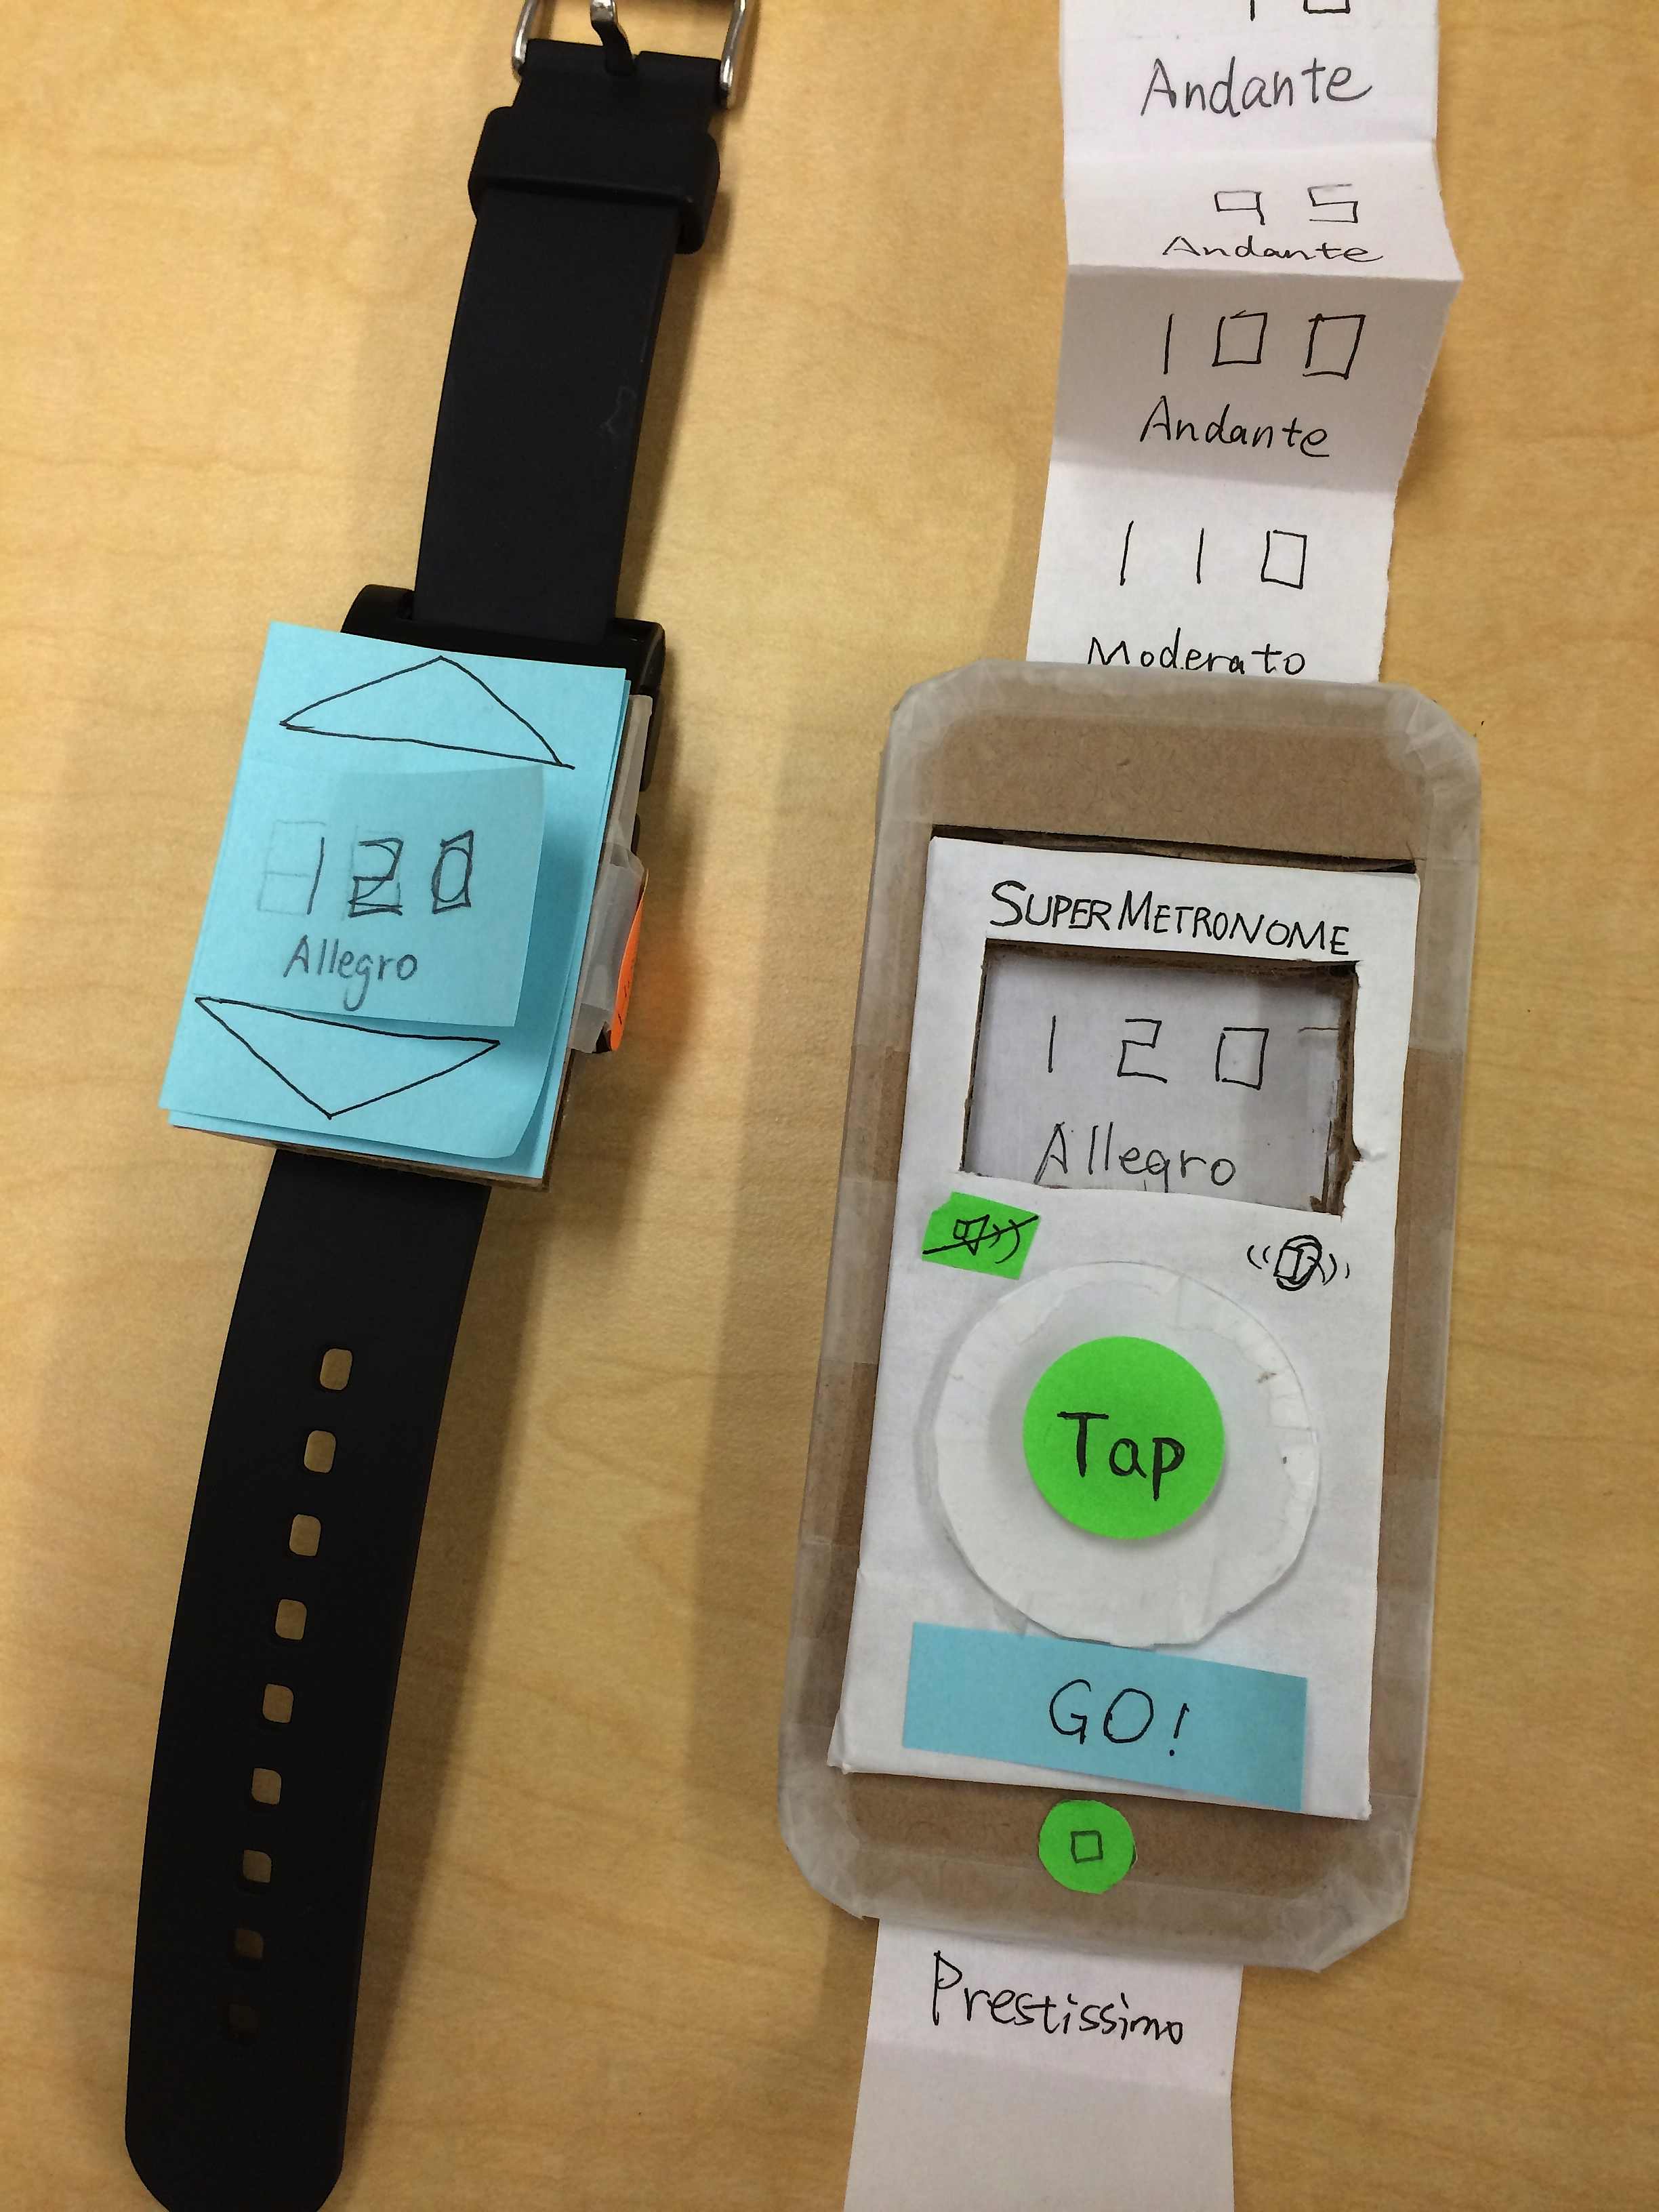 Andante
95
Andante
100
Andante
110
Moderato
120
Allegro
SUPER METRONOME
120
Allegro
Tap
GO!
Prestissimo